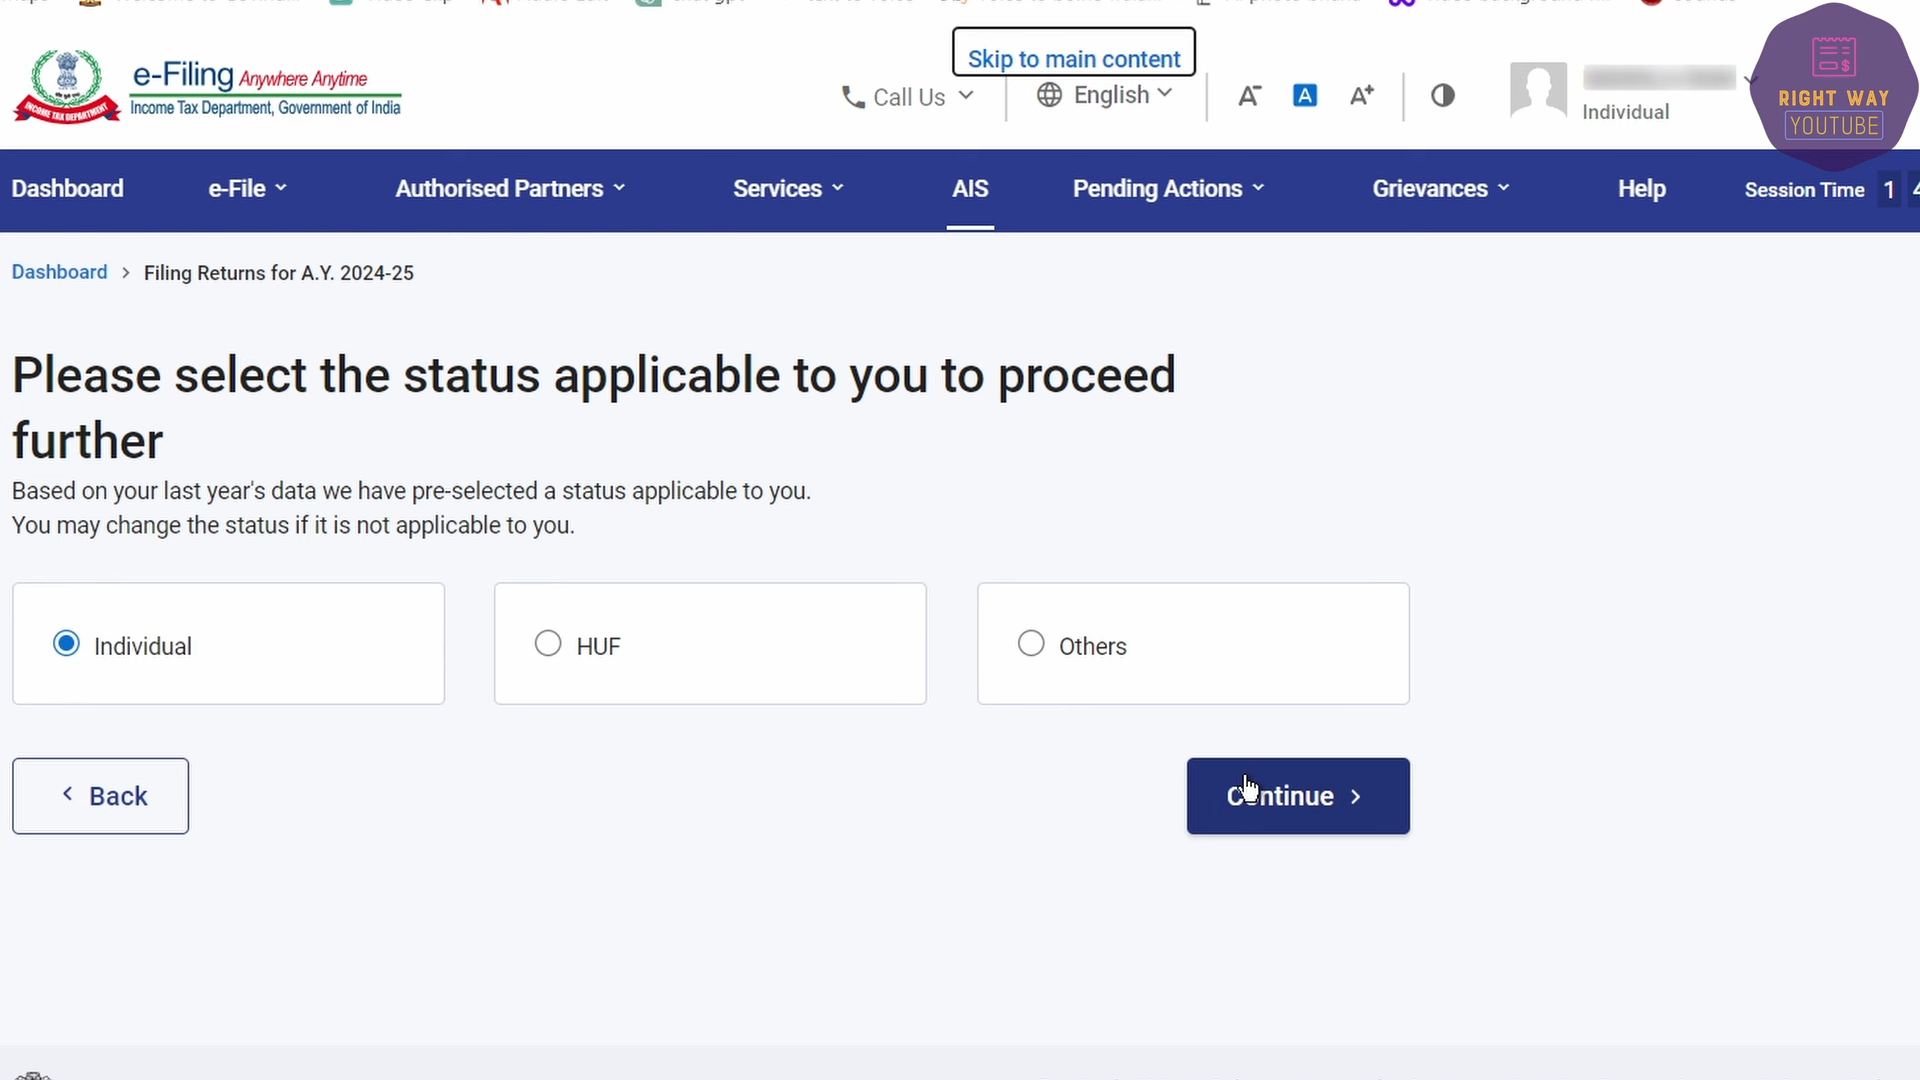 Skip to main content
e-Filing Anywhere Anytime
Income Tax Department, Government of India
INCOME TAX DEPARTMENT
Call Us
English
A-
A
A+
Individual
RIGHT WAY
YOUTUBE
Dashboard
e-File
Authorised Partners
Services
AIS
Pending Actions
Grievances
Help
Session Time 1
Dashboard > Filing Returns for A.Y. 2024-25
Please select the status applicable to you to proceed
further
Based on your last year's data we have pre-selected a status applicable to you.
You may change the status if it is not applicable to you.
Individual
HUF
Others
< Back
Continue >